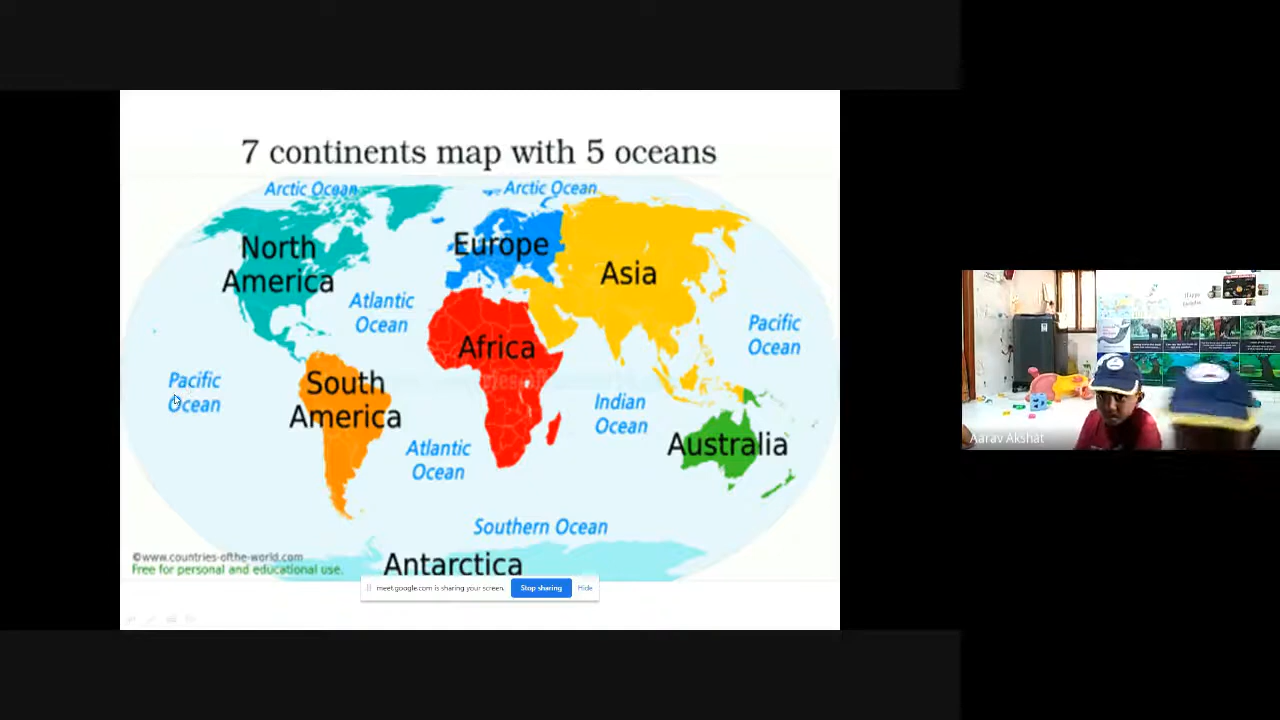 7 continents map with 5 oceans
Arctic Ocean
Arctic Ocean
North
America
Europe
Asia
Atlantic
Ocean
Pacific
Ocean
Africa
Pacific
Ocean
South
America
Indian
Ocean
Australia
Atlantic
Ocean
Southern Ocean
Antarctica
©www.countries-ofthe-world.com
Free for personal and educational use.
meet.google.com is sharing your screen.
Stop sharing
Hide
Aarav Akshat